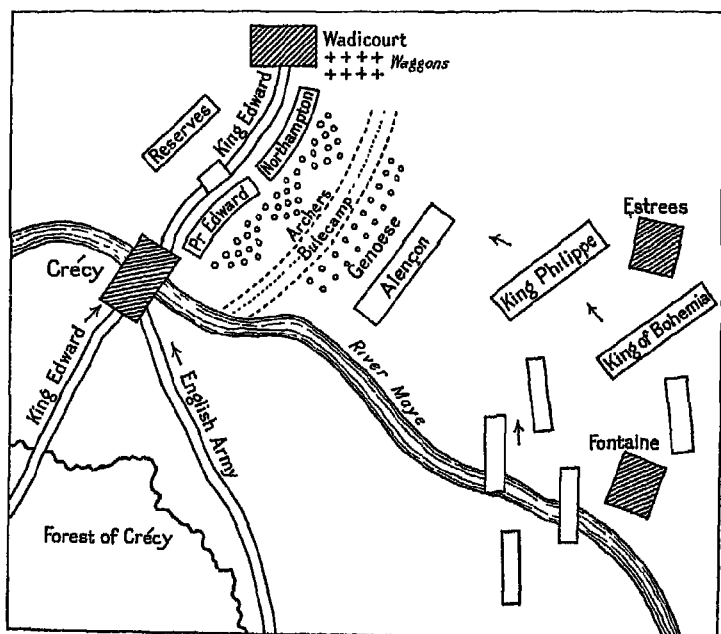 Wadicourt
Waggons
King Edward
Reserves
Northampton
Pr Edward
Archers
Bulecamp
Genoese
Alençon
Estrees
King Philippe
King of Bohemia
Crécy
King Edward
English Army
River Maye
Fontaine
Forest of Crécy